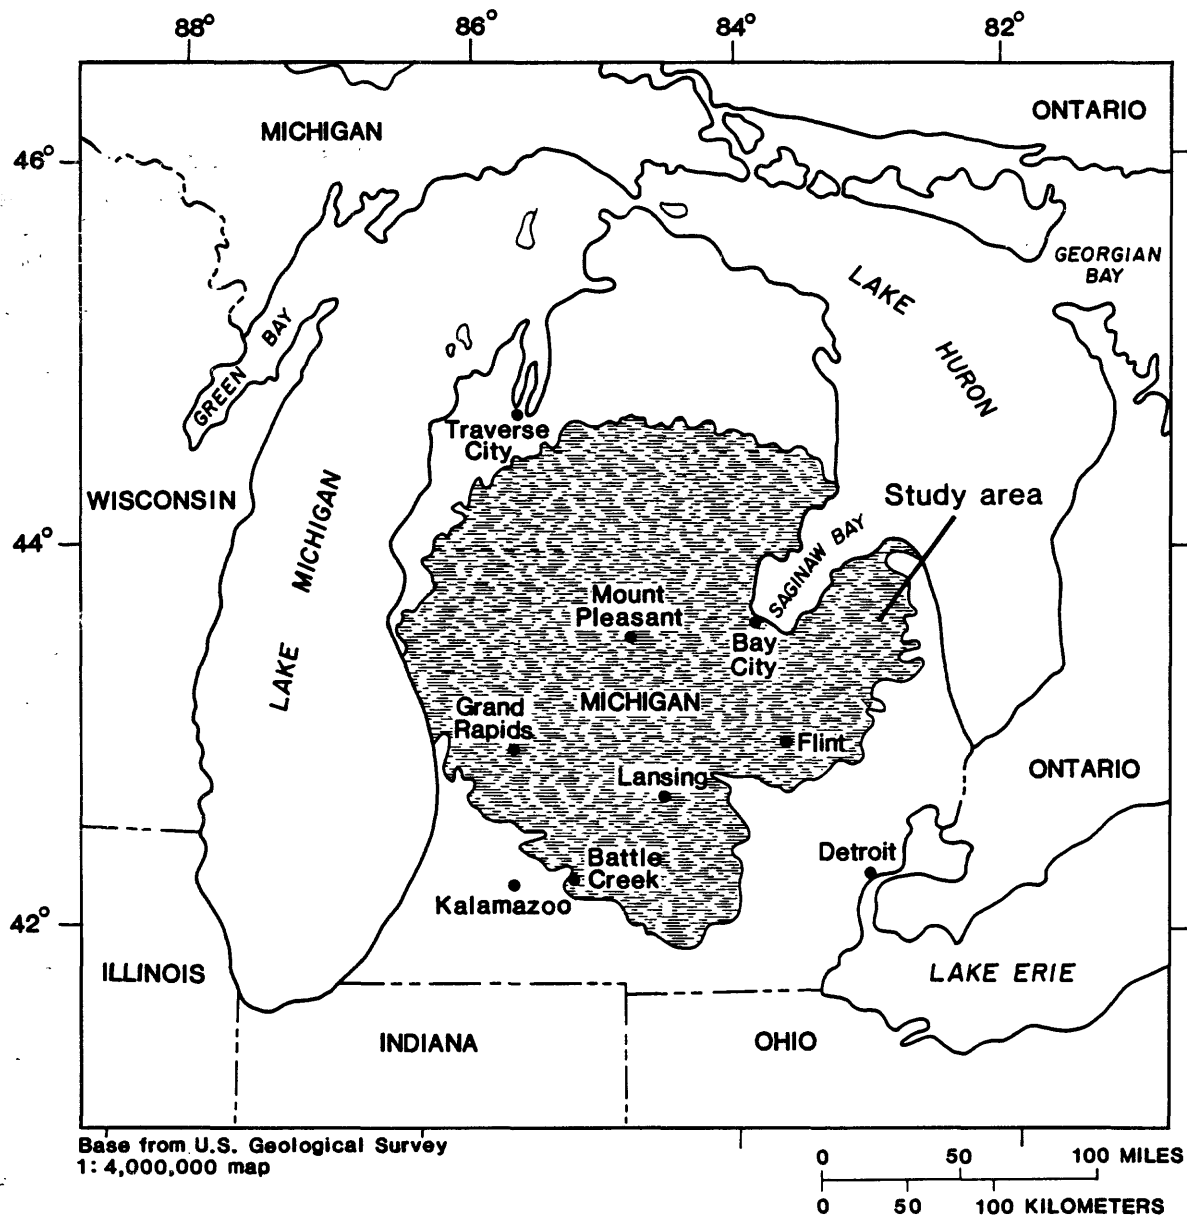 88° 86° 84° 82°
ONTARIO
MICHIGAN
46°
GEORGIAN
BAY
LAKE
HURON
GREEN BAY
Traverse
City
WISCONSIN
LAKE MICHIGAN
Study area
44°
SAGINAW BAY
Mount
Pleasant
Bay
City
MICHIGAN
Grand
Rapids
Flint
Lansing
ONTARIO
Detroit
Battle
Creek
Kalamazoo
42°
ILLINOIS
LAKE ERIE
INDIANA
OHIO
Base from U.S. Geological Survey
1:4,000,000 map
0 50 100 MILES
0 50 100 KILOMETERS